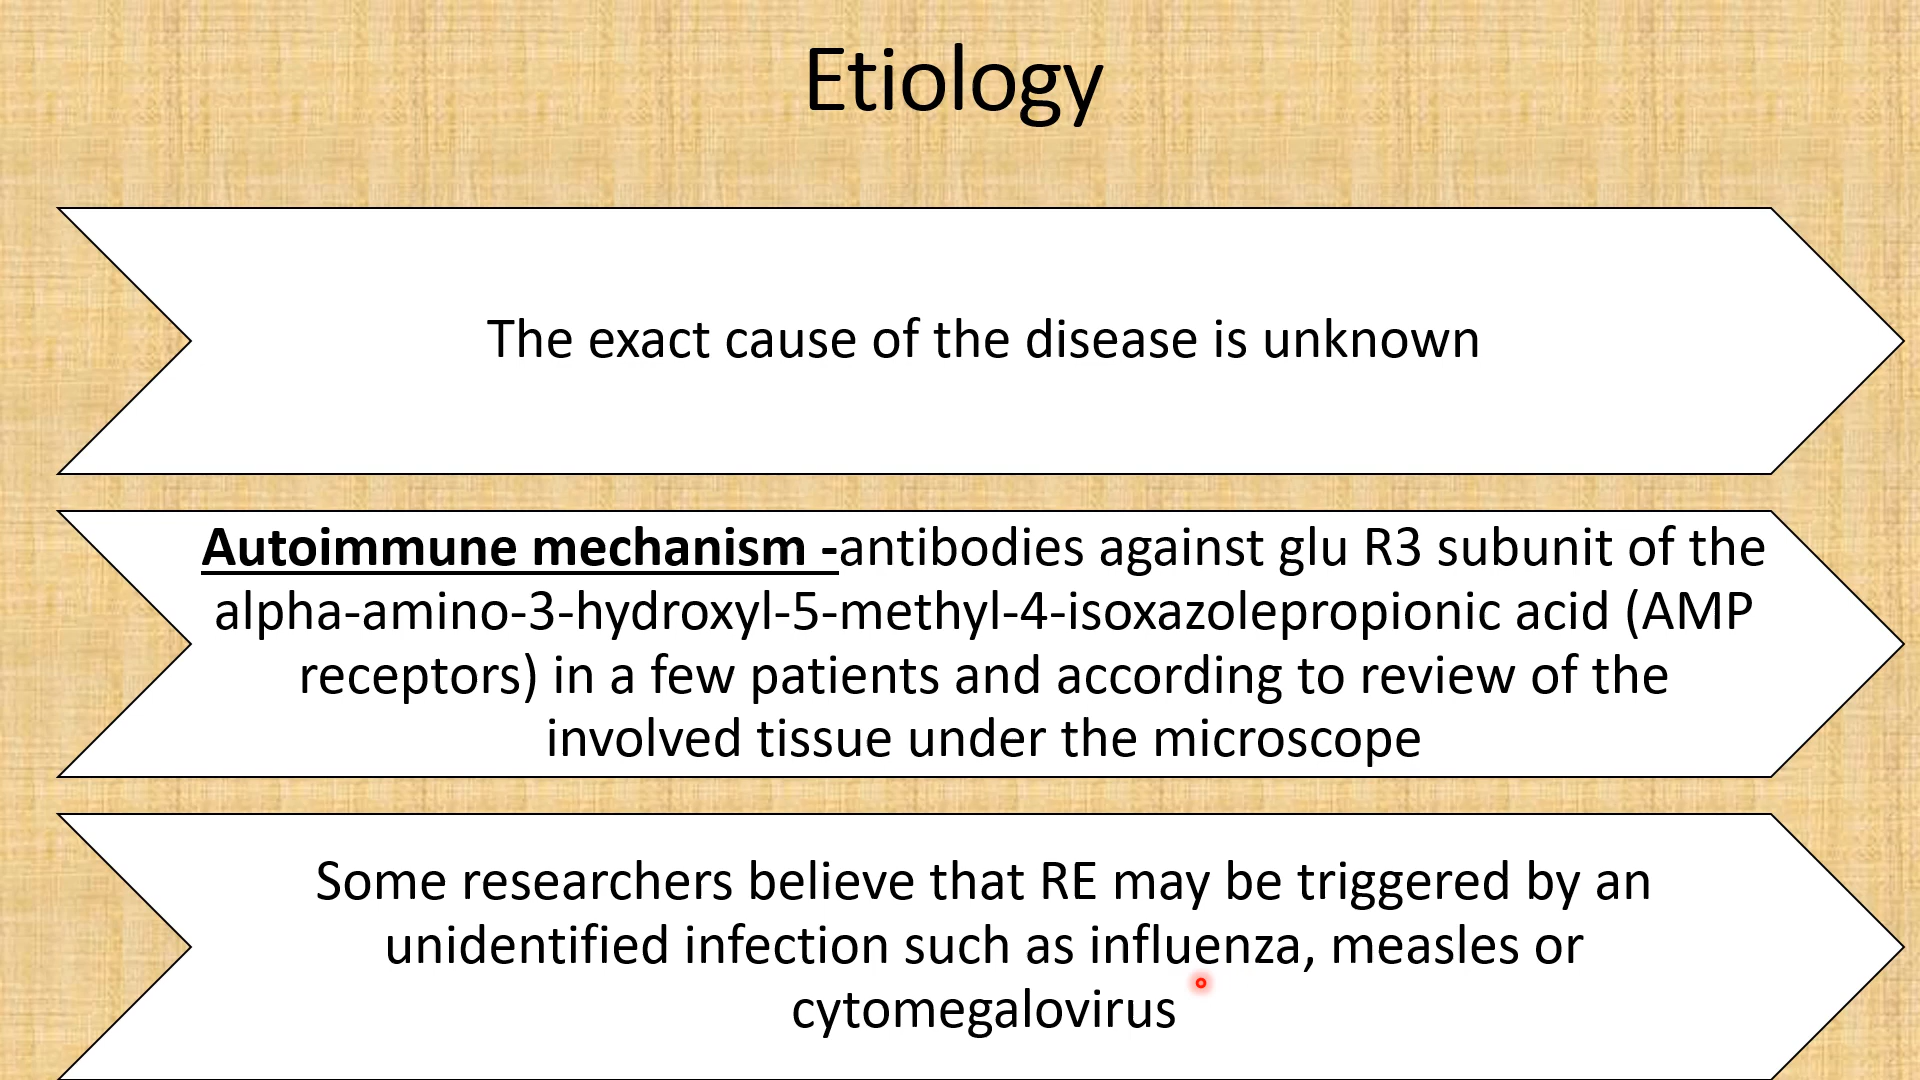 Etiology
The exact cause of the disease is unknown
Autoimmune mechanism -antibodies against glu R3 subunit of the
alpha-amino-3-hydroxyl-5-methyl-4-isoxazolepropionic acid (AMP
receptors) in a few patients and according to review of the
involved tissue under the microscope
Some researchers believe that RE may be triggered by an
unidentified infection such as influenza, measles or
cytomegalovirus